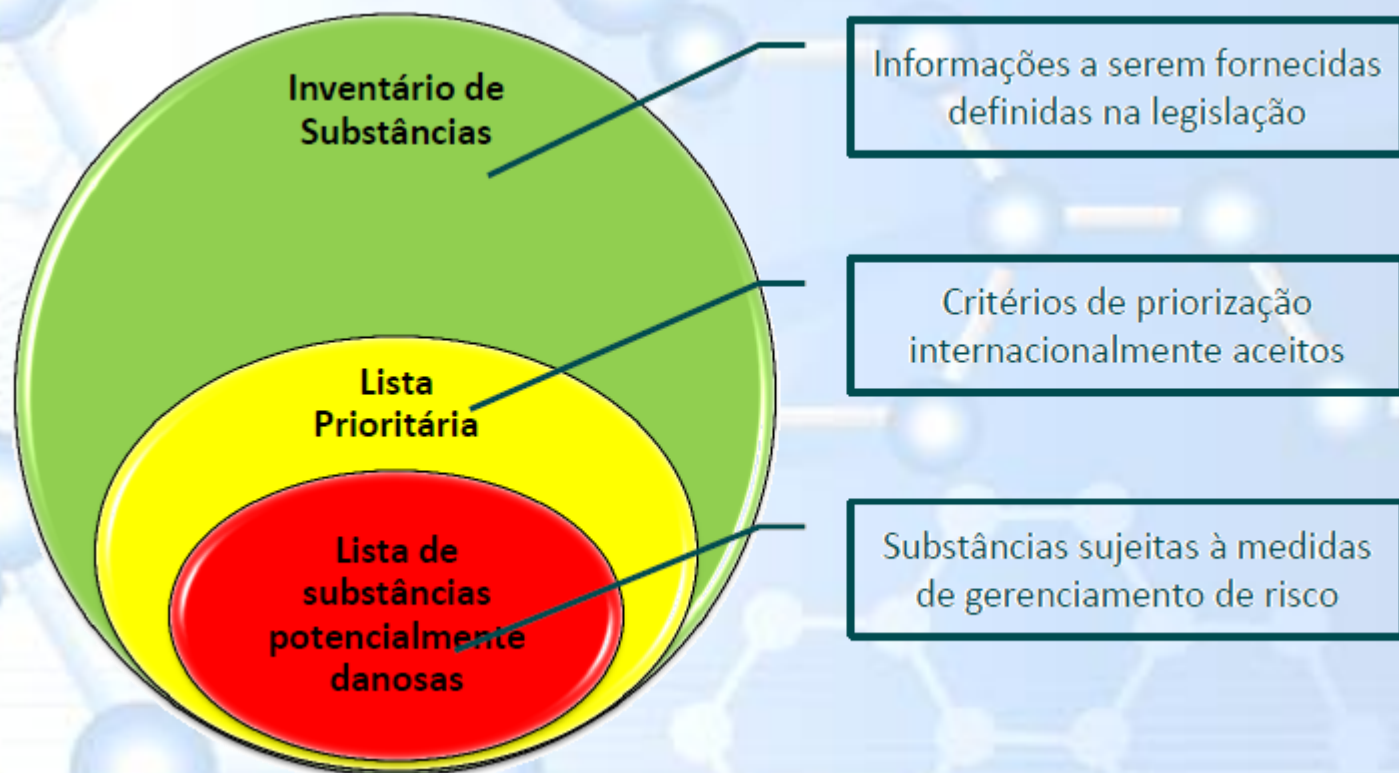 Inventário de
Substâncias
Informações a serem fornecidas
definidas na legislação
Lista
Prioritária
Critérios de priorização
internacionalmente aceitos
Lista de
substâncias
potencialmente
danosas
Substâncias sujeitas à medidas
de gerenciamento de risco